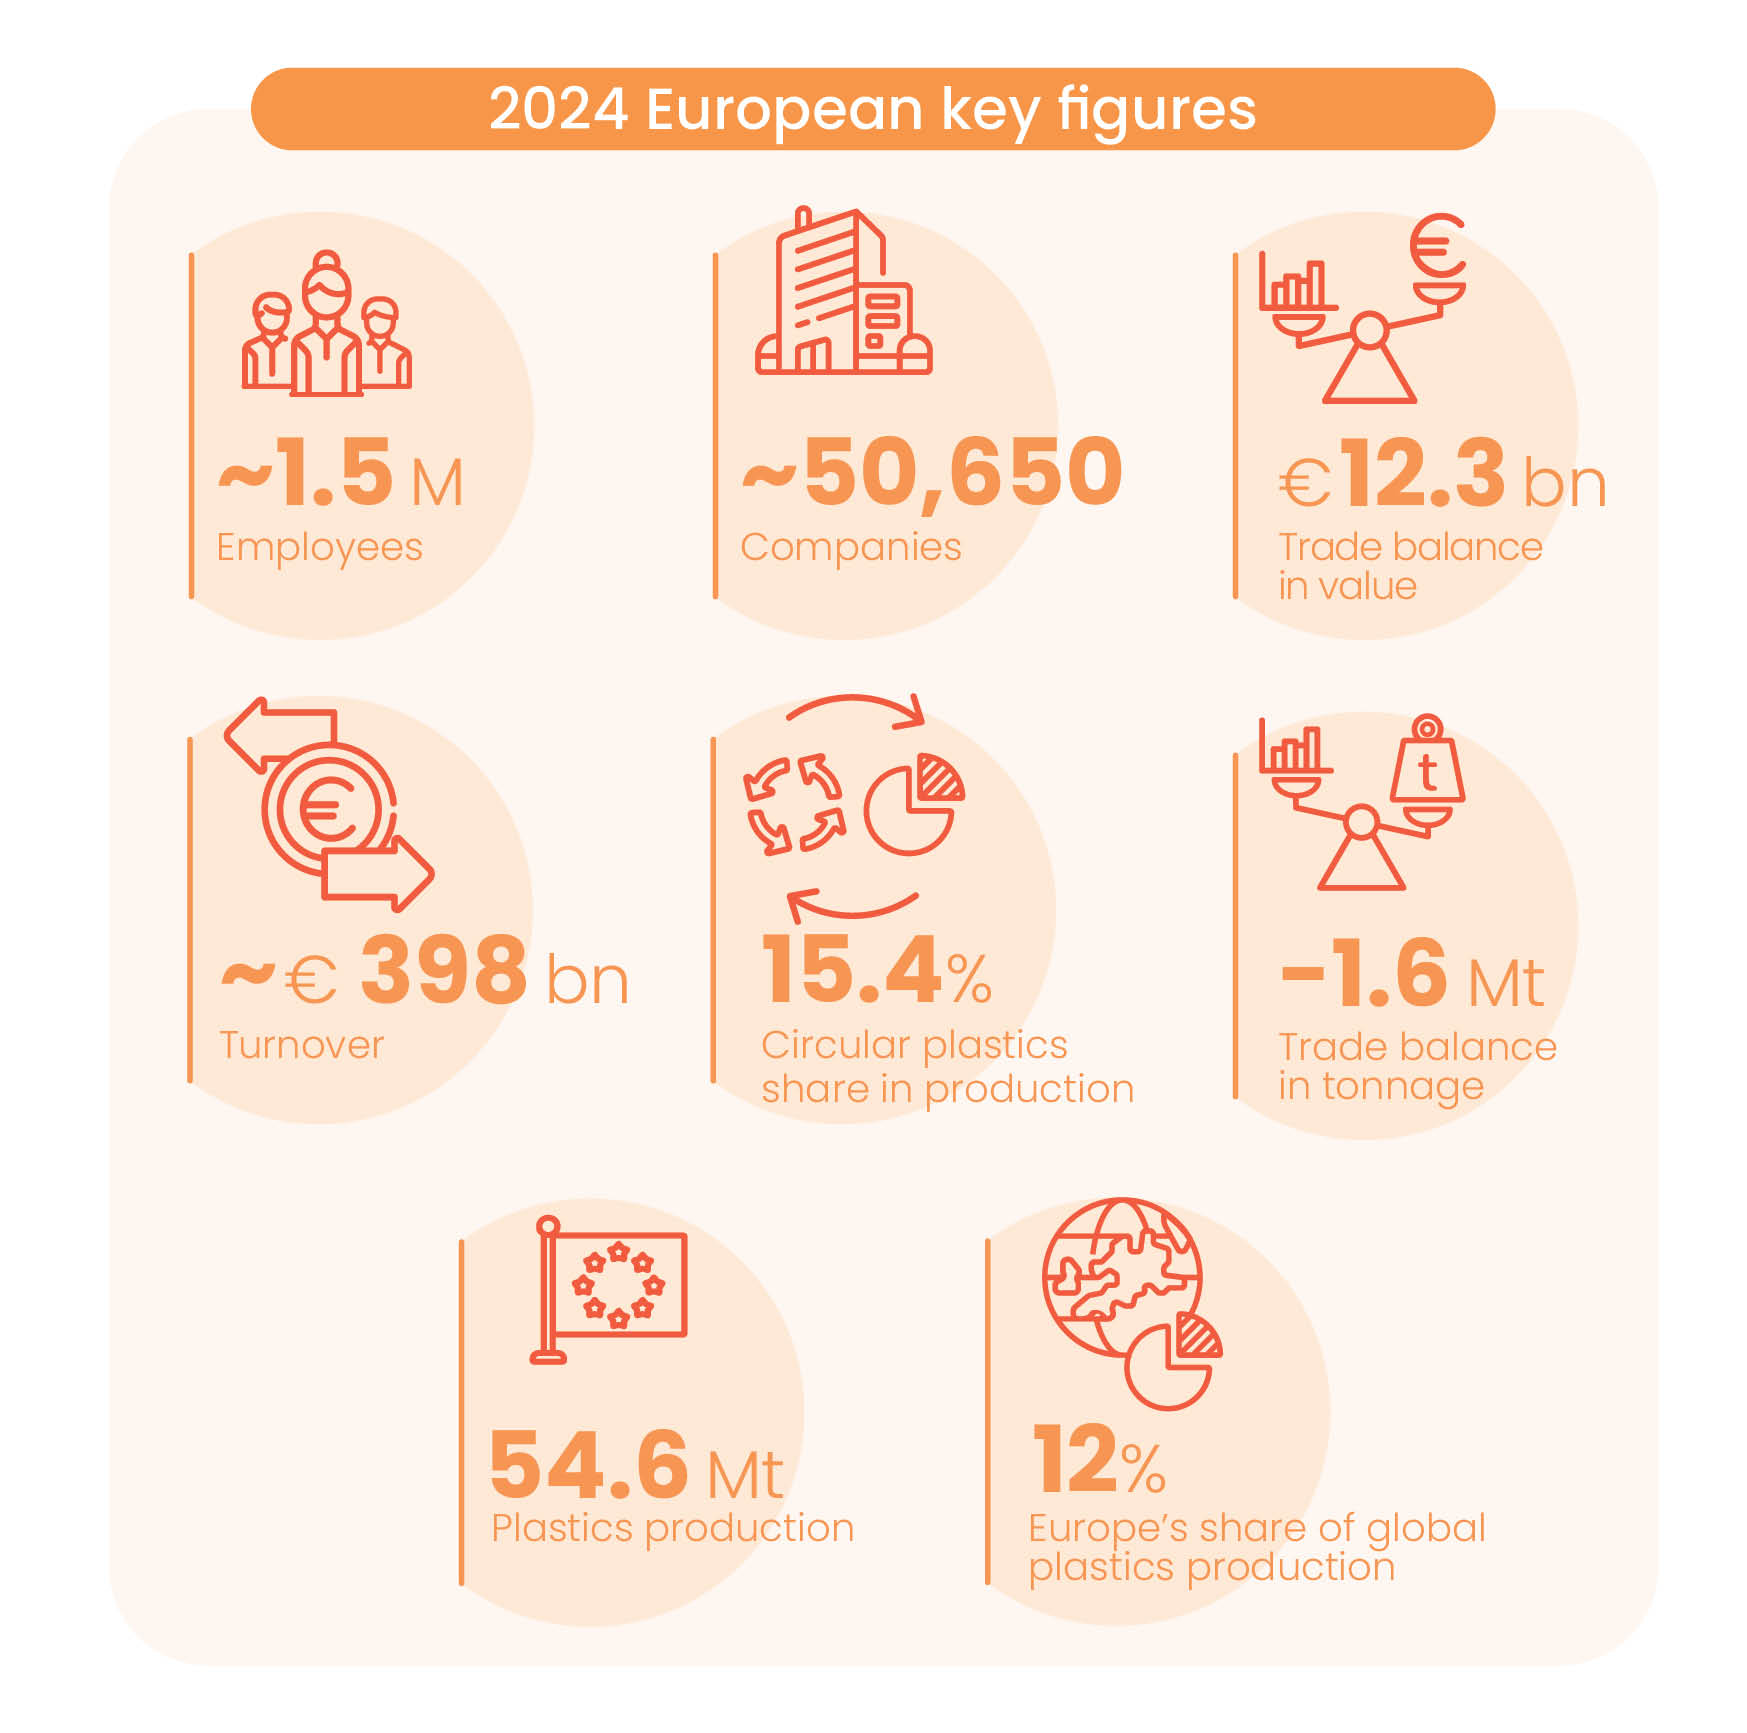 2024 European key figures
~1.5 M
Employees
~50,650
Companies
€12.3 bn
Trade balance
in value
~€ 398 bn
Turnover
15.4%
Circular plastics
share in production
t
-1.6 Mt
Trade balance
in tonnage
54.6 Mt
Plastics production
12%
Europe’s share of global
plastics production